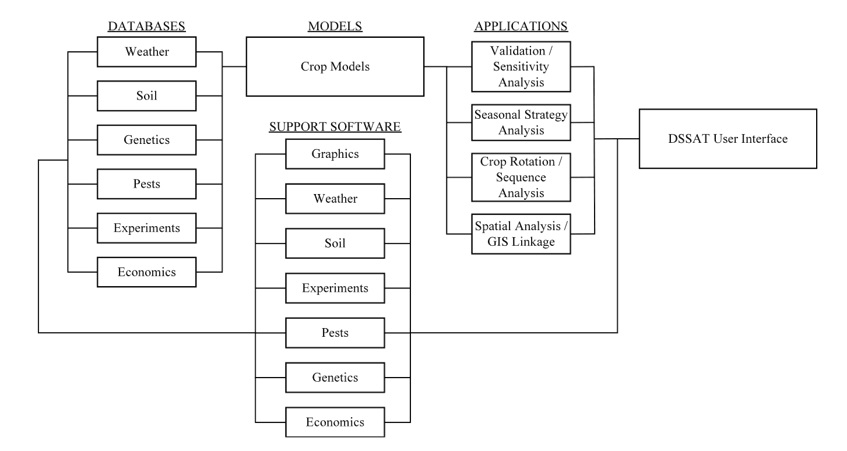 DATABASES
Weather
Soil
Genetics
Pests
Experiments
Economics
MODELS
Crop Models
SUPPORT SOFTWARE
Graphics
Weather
Soil
Experiments
Pests
Genetics
Economics
APPLICATIONS
Validation /
Sensitivity
Analysis
Seasonal Strategy
Analysis
Crop Rotation /
Sequence
Analysis
Spatial Analysis /
GIS Linkage
DSSAT User Interface